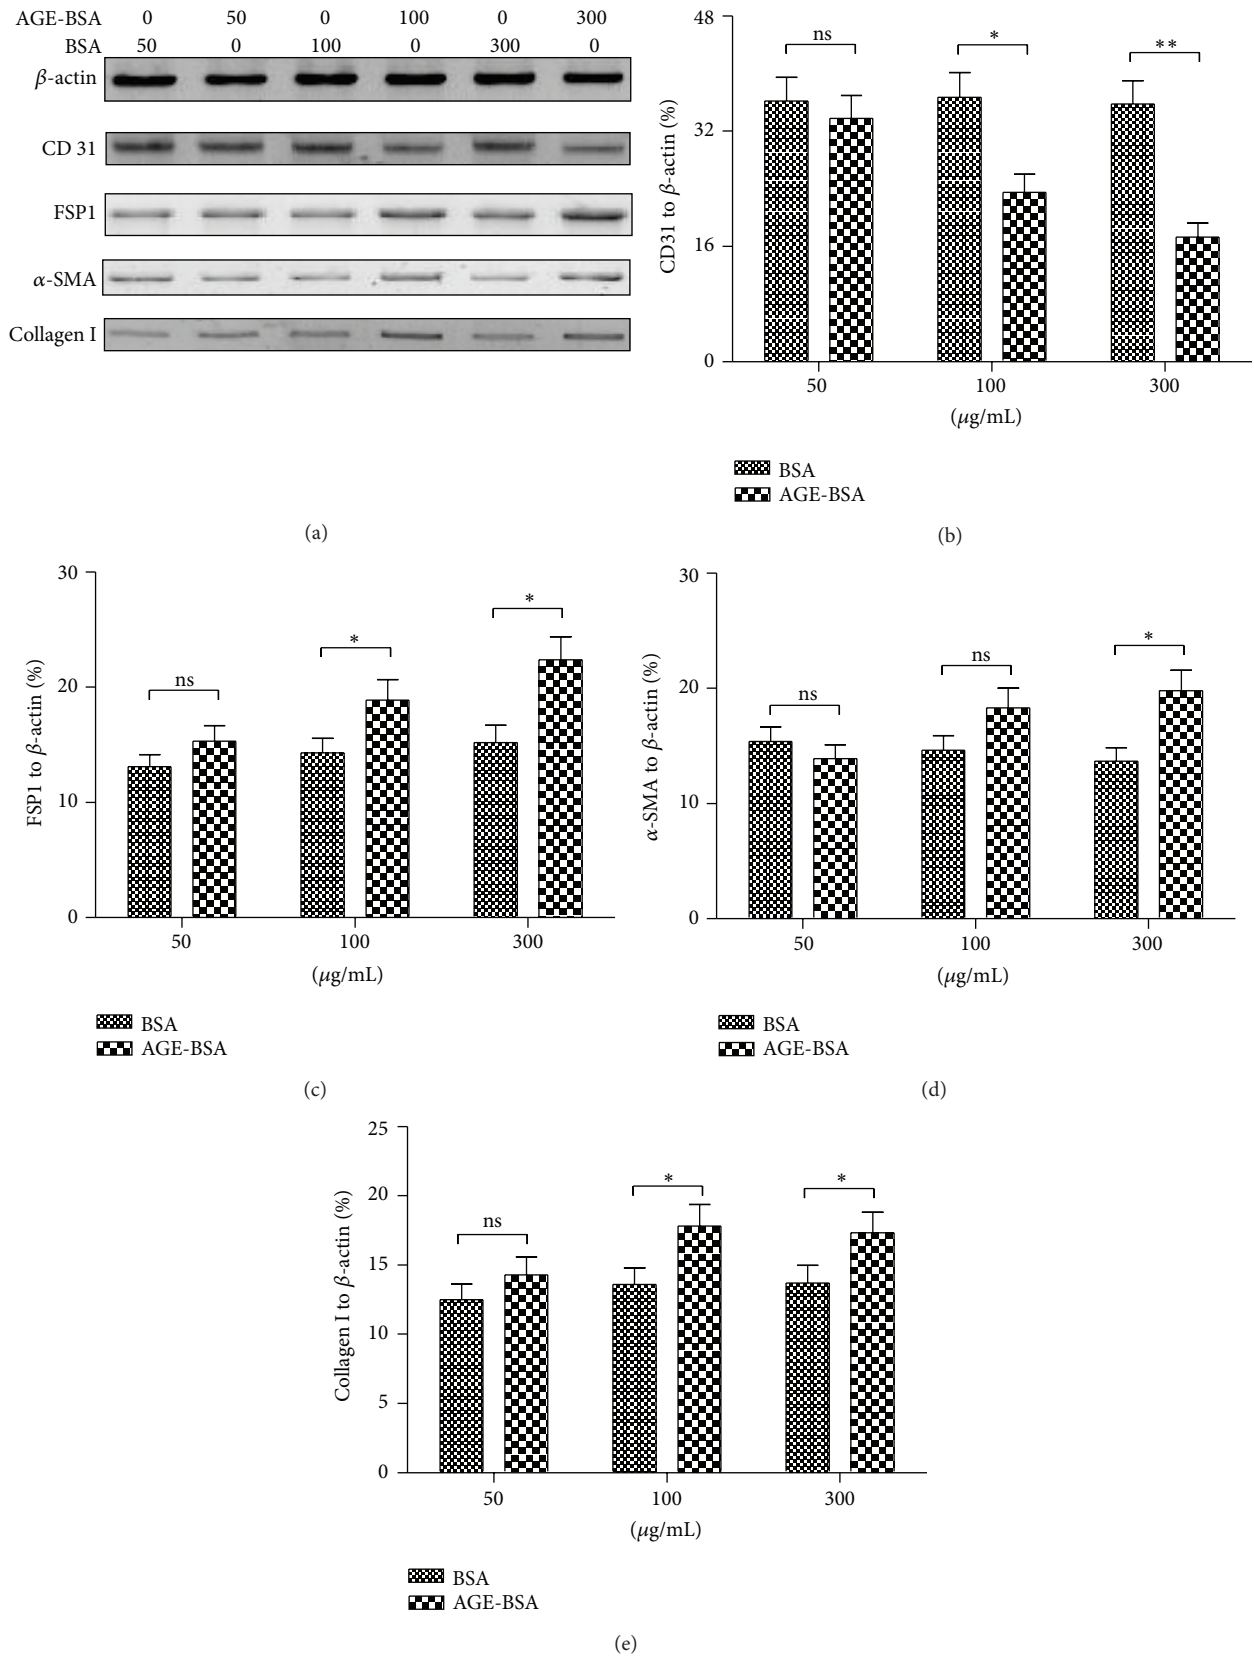 AGE-BSA 0 50 0 100 0 300
BSA 50 0 100 0 300 0
β-actin
CD 31
FSP1
α-SMA
Collagen I
(a)
48
32
16
0
CD31 to β-actin (%)
ns
*
**
50 100 300
(μg/mL)
BSA
AGE-BSA
(b)
30
20
10
0
FSP1 to β-actin (%)
ns
*
*
50 100 300
(μg/mL)
BSA
AGE-BSA
(c)
30
20
10
0
α-SMA to β-actin (%)
ns
ns
*
50 100 300
(μg/mL)
BSA
AGE-BSA
(d)
25
20
15
10
5
0
Collagen I to β-actin (%)
ns
*
*
50 100 300
(μg/mL)
BSA
AGE-BSA
(e)